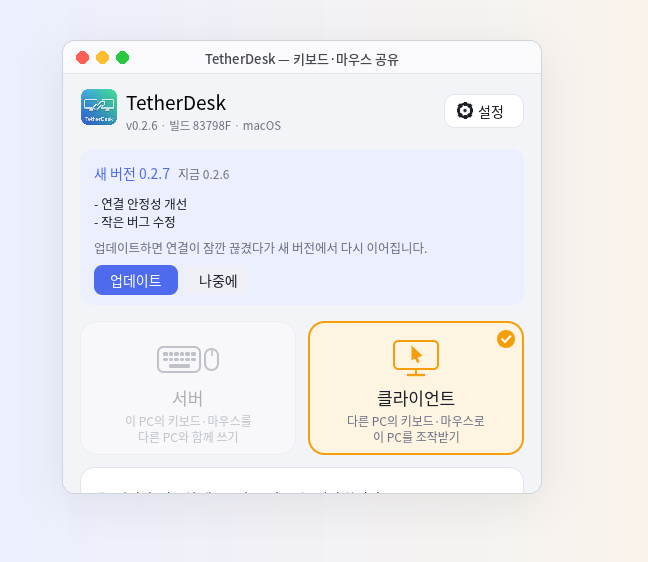 TetherDesk — 키보드·마우스 공유
TetherDesk
TetherDesk
v0.2.6 · 빌드 83798F · macOS
설정
새 버전 0.2.7 지금 0.2.6
- 연결 안정성 개선
- 작은 버그 수정
업데이트하면 연결이 잠깐 끊겼다가 새 버전에서 다시 이어집니다.
업데이트 나중에
서버
이 PC의 키보드·마우스를
다른 PC와 함께 쓰기
클라이언트
다른 PC의 키보드·마우스로
이 PC를 조작받기